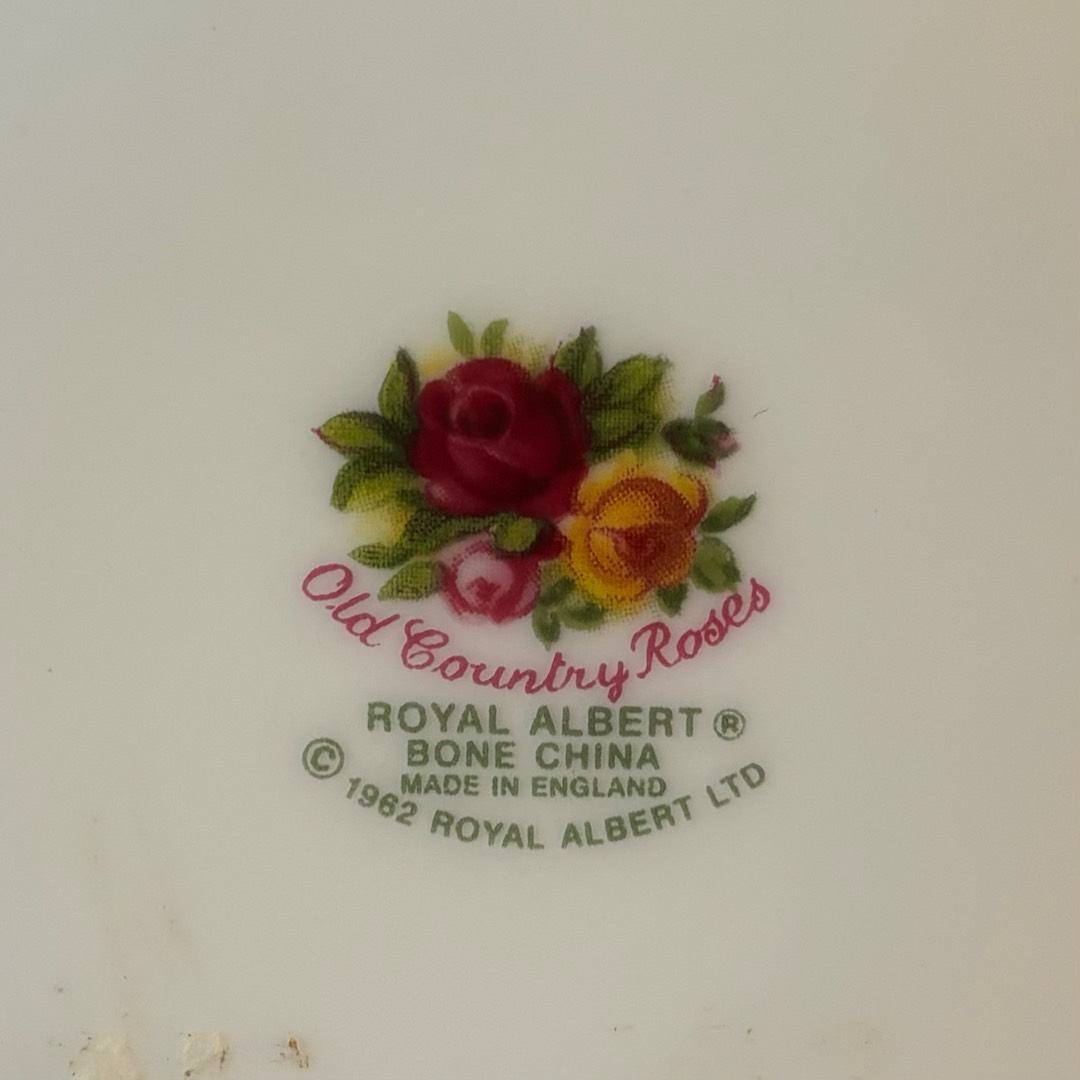 Old Country Roses
ROYAL ALBERT ®
BONE CHINA
MADE IN ENGLAND
© 1962 ROYAL ALBERT LTD